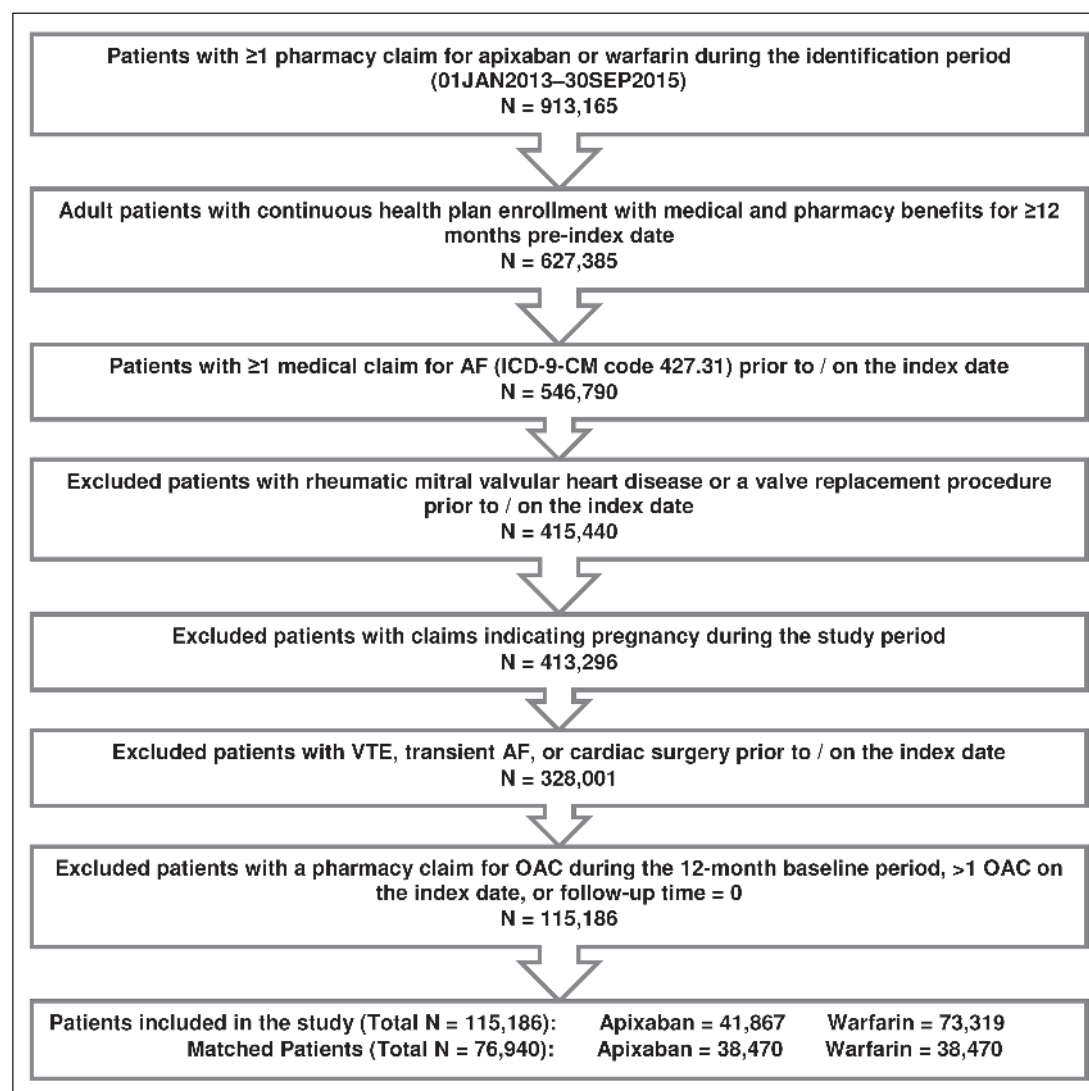 Patients with ≥1 pharmacy claim for apixaban or warfarin during the identification period
(01JAN2013–30SEP2015)
N = 913,165
Adult patients with continuous health plan enrollment with medical and pharmacy benefits for ≥12
months pre-index date
N = 627,385
Patients with ≥1 medical claim for AF (ICD-9-CM code 427.31) prior to / on the index date
N = 546,790
Excluded patients with rheumatic mitral valvular heart disease or a valve replacement procedure
prior to / on the index date
N = 415,440
Excluded patients with claims indicating pregnancy during the study period
N = 413,296
Excluded patients with VTE, transient AF, or cardiac surgery prior to / on the index date
N = 328,001
Excluded patients with a pharmacy claim for OAC during the 12-month baseline period, >1 OAC on
the index date, or follow-up time = 0
N = 115,186
Patients included in the study (Total N = 115,186): Apixaban = 41,867 Warfarin = 73,319
Matched Patients (Total N = 76,940): Apixaban = 38,470 Warfarin = 38,470